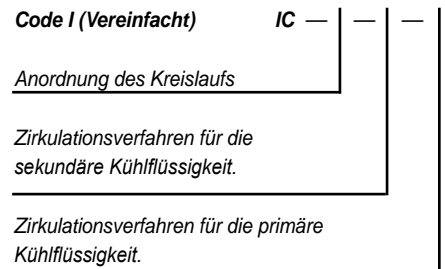 Code I (Vereinfacht) IC — — —
Anordnung des Kreislaufs
Zirkulationsverfahren für die
sekundäre Kühlflüssigkeit.
Zirkulationsverfahren für die primäre
Kühlflüssigkeit.